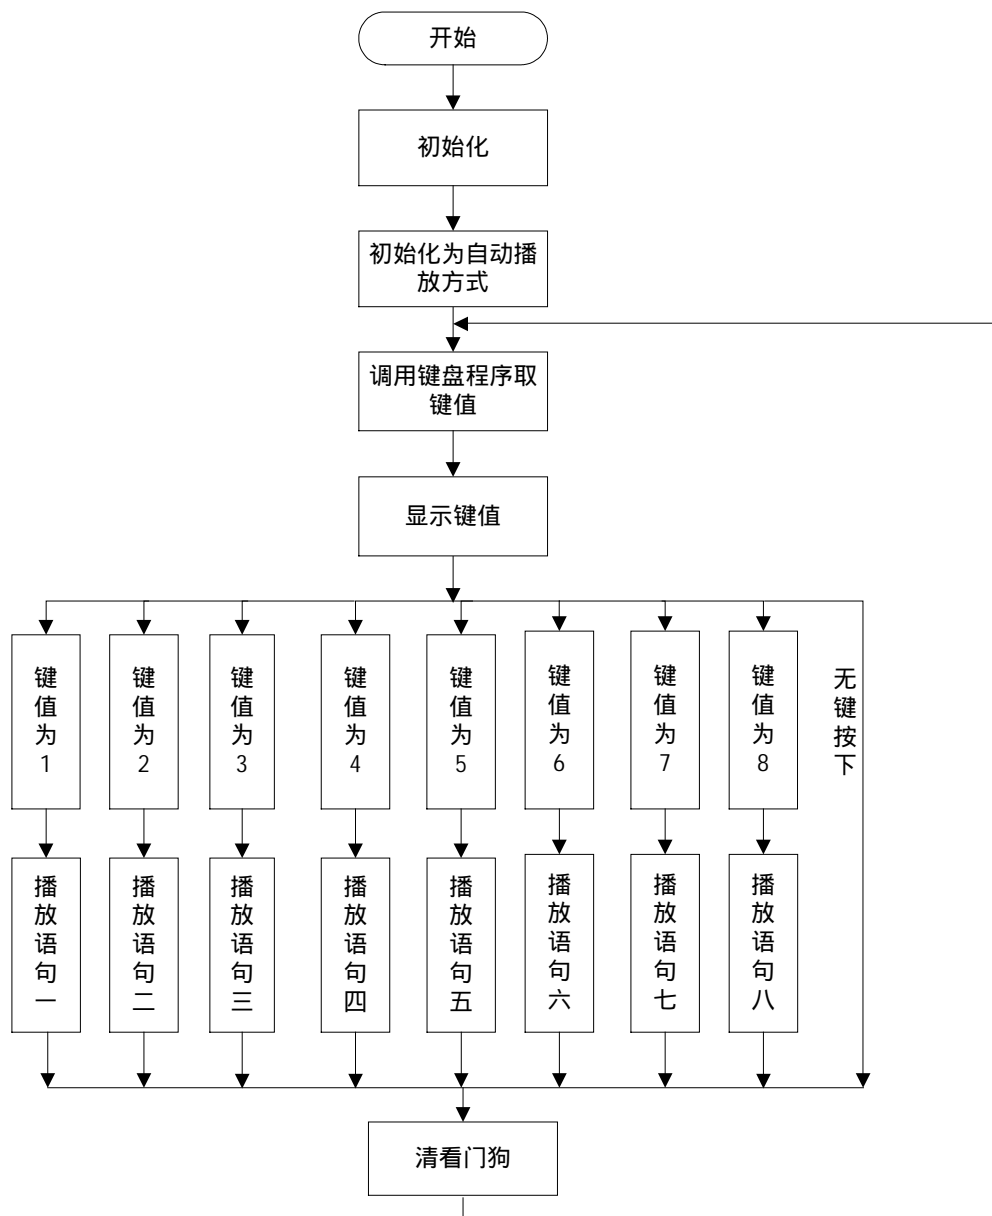 开始
初始化
初始化为自动播
放方式
调用键盘程序取
键值
显示键值
键值为1
键值为2
键值为3
键值为4
键值为5
键值为6
键值为7
键值为8
无键按下
播放语句一
播放语句二
播放语句三
播放语句四
播放语句五
播放语句六
播放语句七
播放语句八
清看门狗